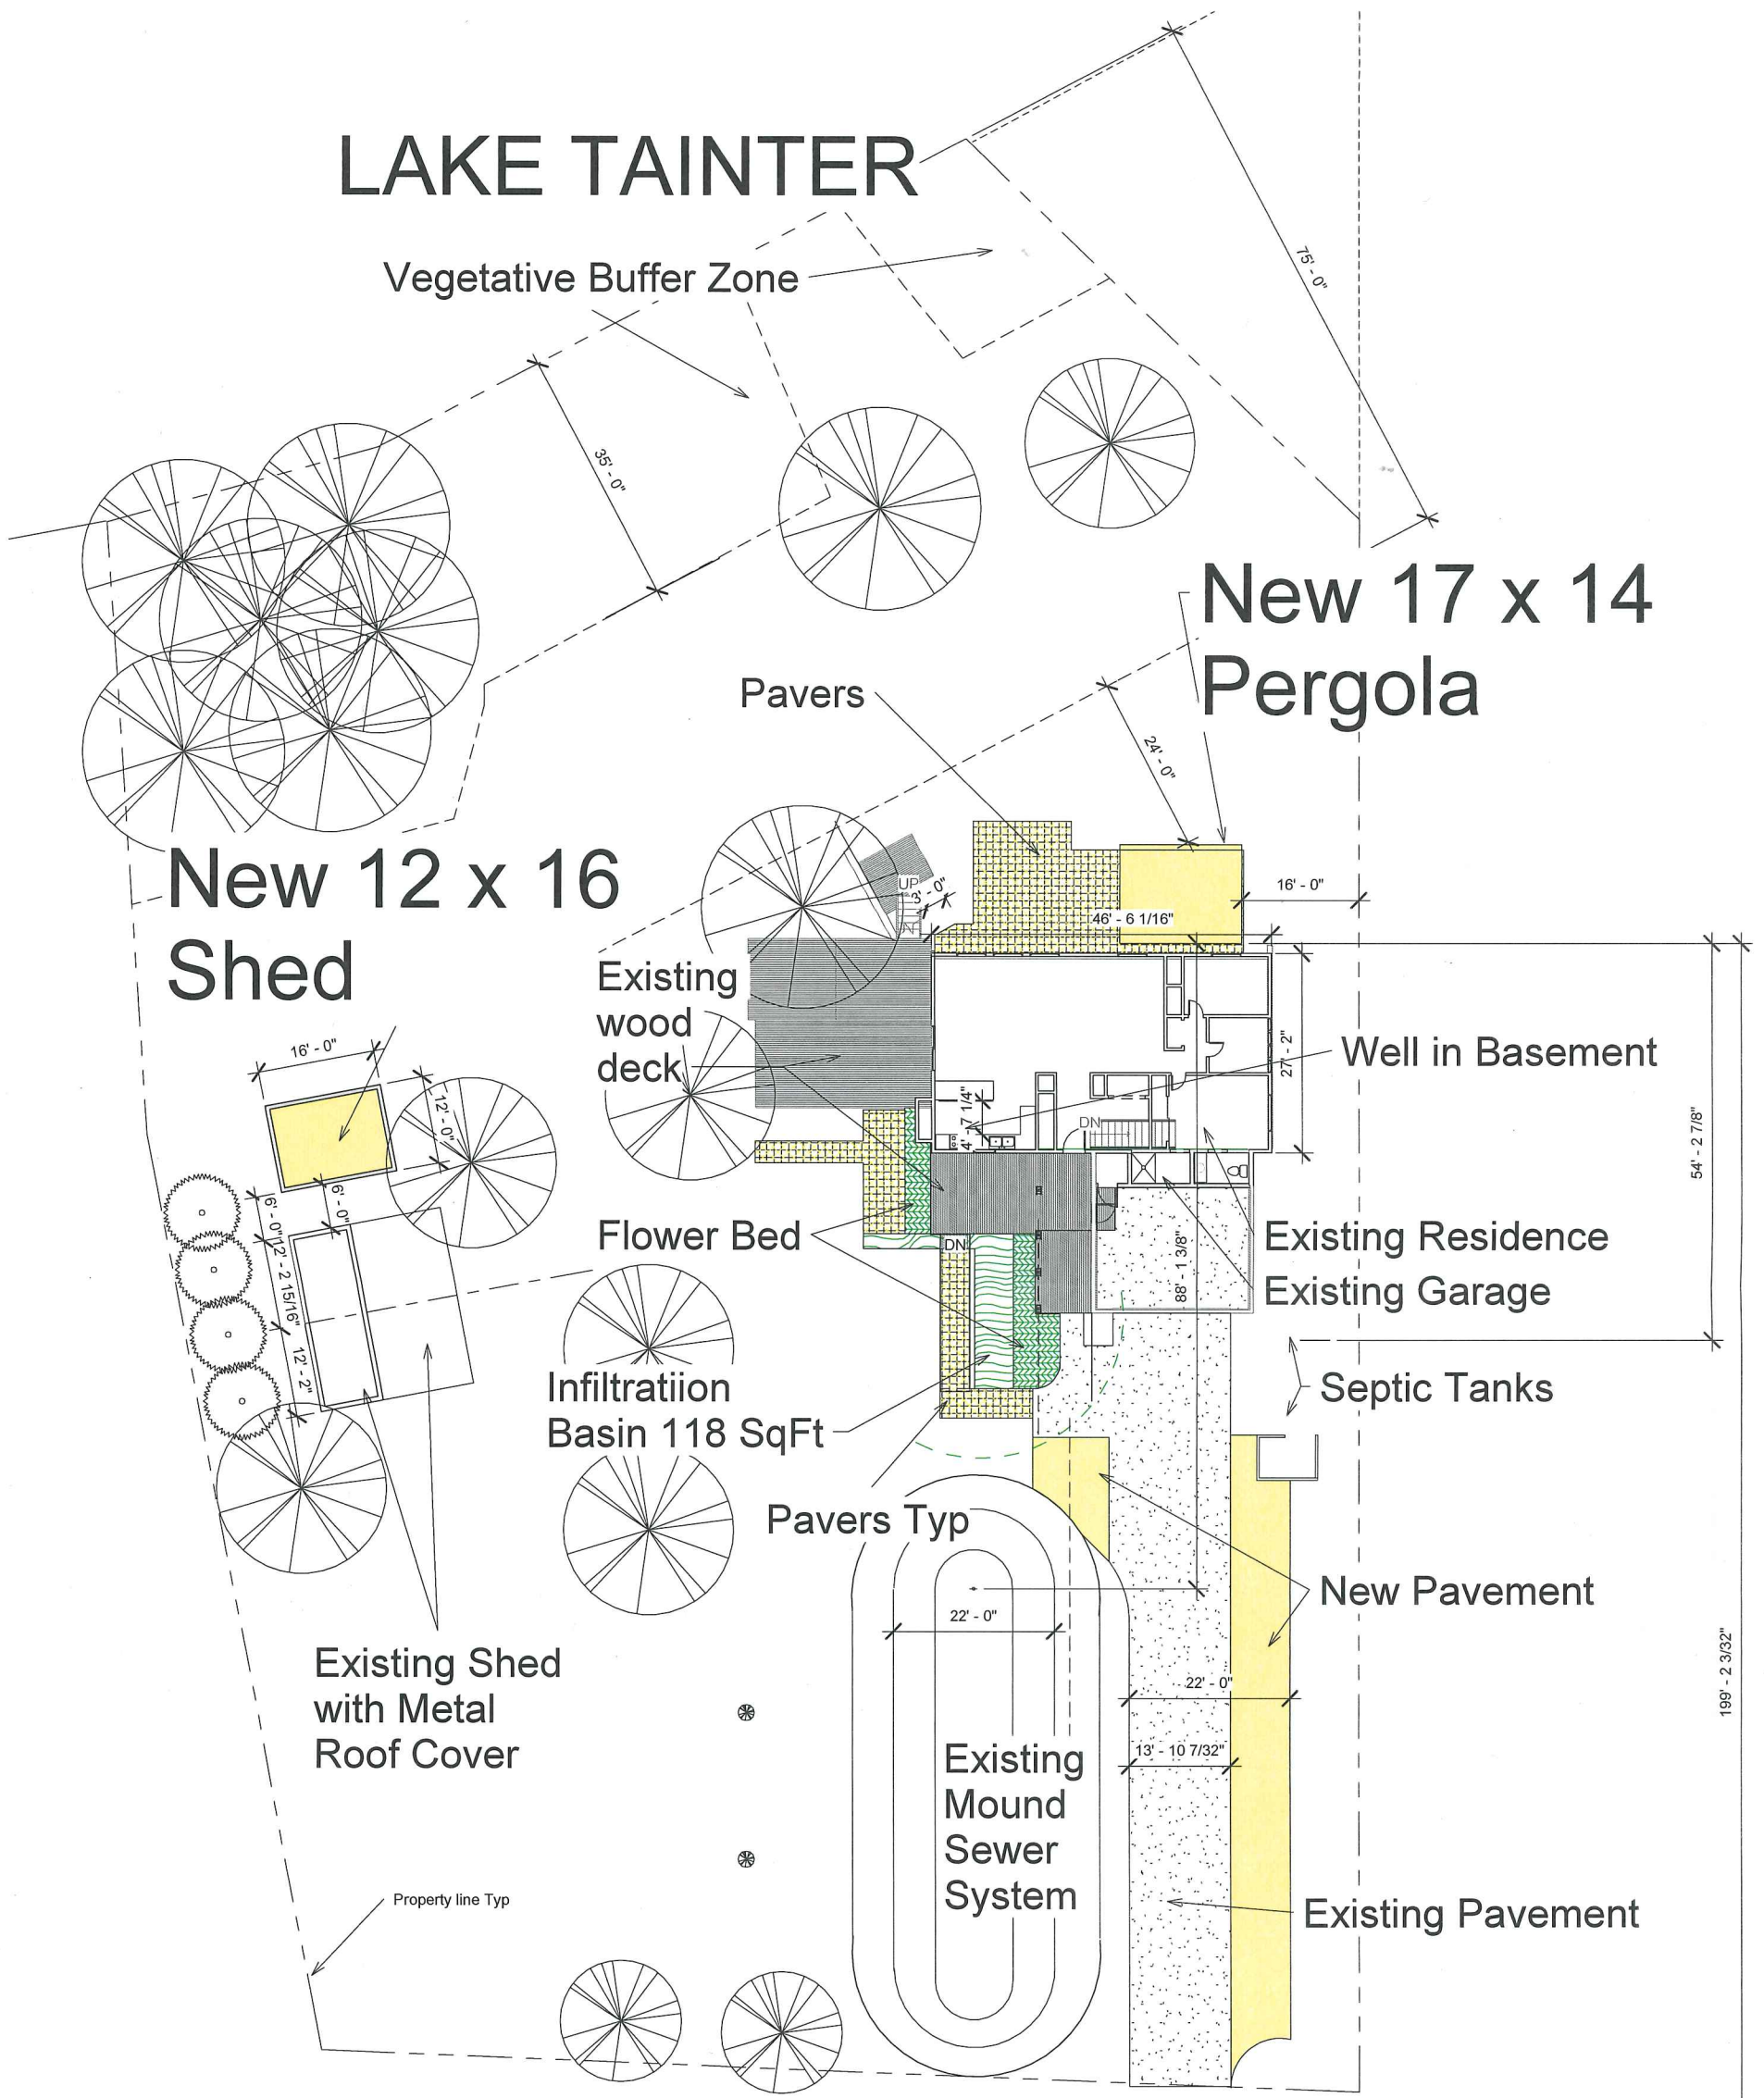 LAKE TAINTER
Vegetative Buffer Zone
75' - 0"
35' - 0"
New 17 x 14
Pergola
Pavers
24' - 0"
New 12 x 16
Shed
UP
3' - 0"
16' - 0"
46' - 6 1/16"
Existing
wood
deck
16' - 0"
12' - 0"
Well in Basement
27' - 2"
4' - 7 1/4"
DN
54' - 2 7/8"
6' - 0"
6' - 0"
12' - 2 15/16"
12' - 2"
Flower Bed
DN
88' - 1 3/8"
Existing Residence
Existing Garage
Infiltratiion
Basin 118 SqFt
Septic Tanks
Pavers Typ
New Pavement
22' - 0"
Existing Shed
with Metal
Roof Cover
22' - 0"
199' - 2 3/32"
13' - 10 7/32"
Existing
Mound
Sewer
System
Property line Typ
Existing Pavement